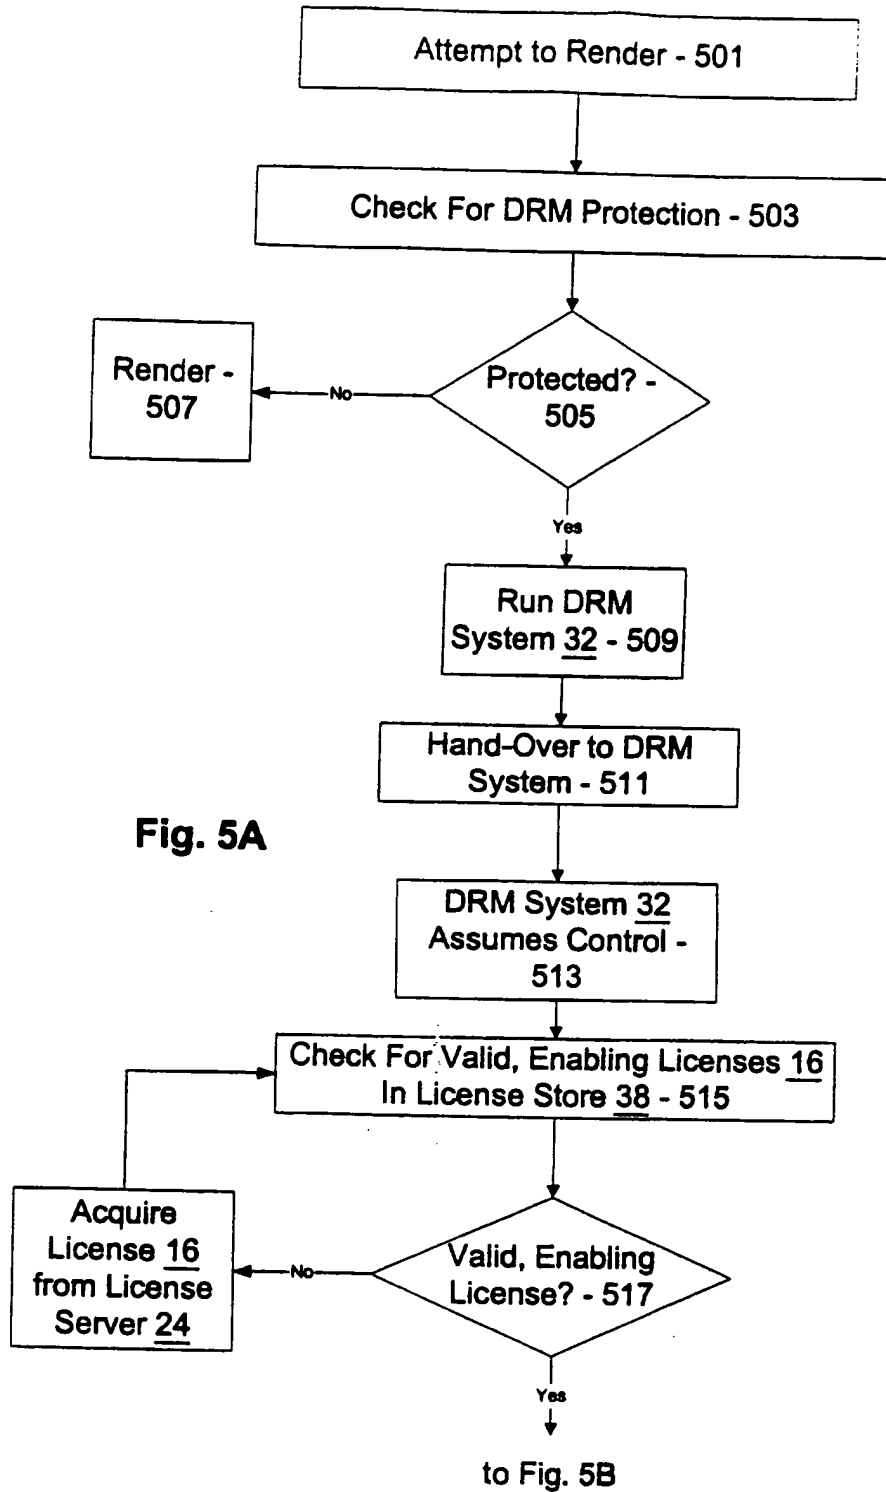 Attempt to Render - 501
Check For DRM Protection - 503
Render -
507
No
Protected? -
505
Yes
Run DRM
System 32 - 509
Hand-Over to DRM
System - 511
Fig. 5A
DRM System 32
Assumes Control -
513
Check For Valid, Enabling Licenses 16
In License Store 38 - 515
Acquire
License 16
from License
Server 24
No
Valid, Enabling
License? - 517
Yes
to Fig. 5B